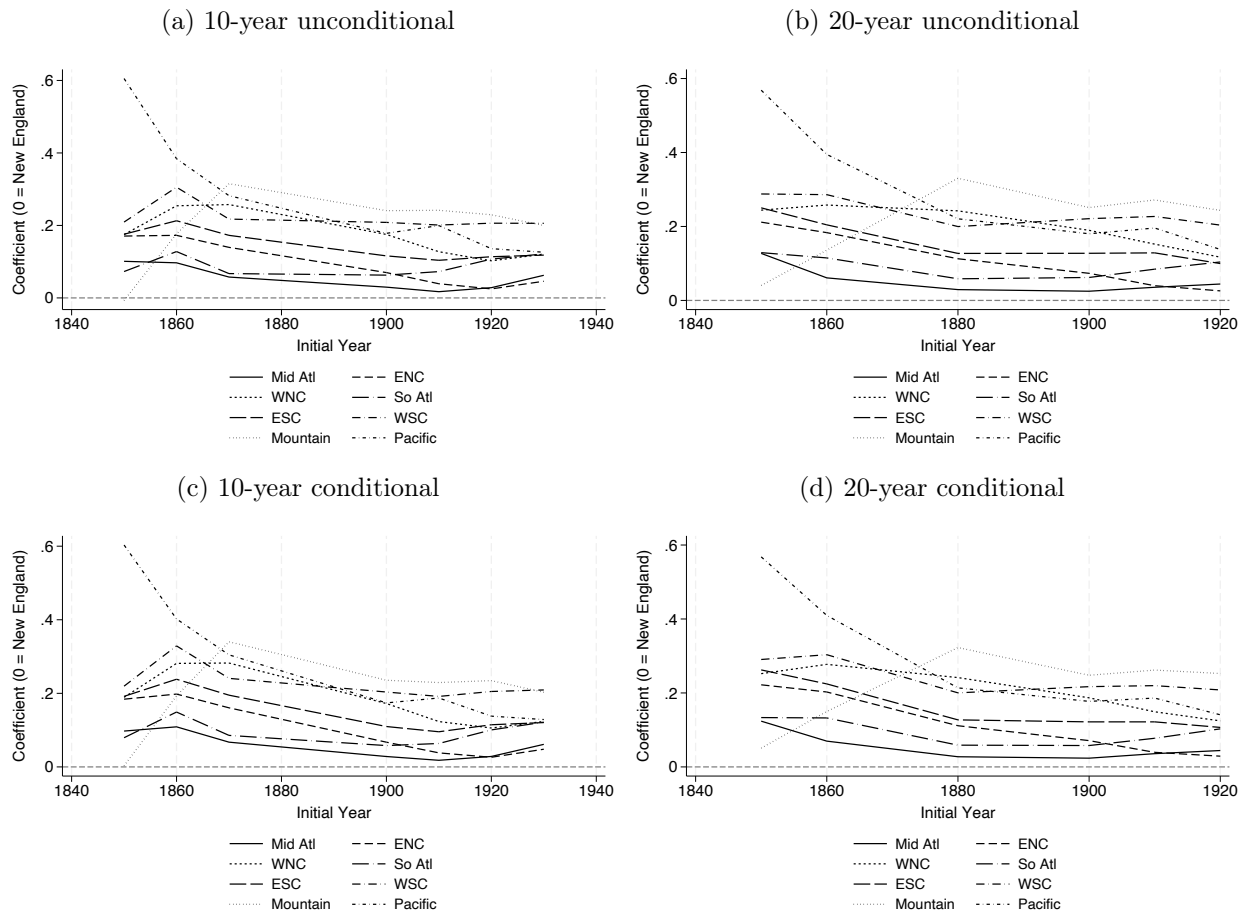 (a) 10-year unconditional
Coefficient (0 = New England)
.6
.4
.2
0
1840 1860 1880 1900 1920 1940
Initial Year
Mid Atl ENC
WNC So Atl
ESC WSC
Mountain Pacific
(b) 20-year unconditional
Coefficient (0 = New England)
.6
.4
.2
0
1840 1860 1880 1900 1920
Initial Year
Mid Atl ENC
WNC So Atl
ESC WSC
Mountain Pacific
(c) 10-year conditional
Coefficient (0 = New England)
.6
.4
.2
0
1840 1860 1880 1900 1920 1940
Initial Year
Mid Atl ENC
WNC So Atl
ESC WSC
Mountain Pacific
(d) 20-year conditional
Coefficient (0 = New England)
.6
.4
.2
0
1840 1860 1880 1900 1920
Initial Year
Mid Atl ENC
WNC So Atl
ESC WSC
Mountain Pacific